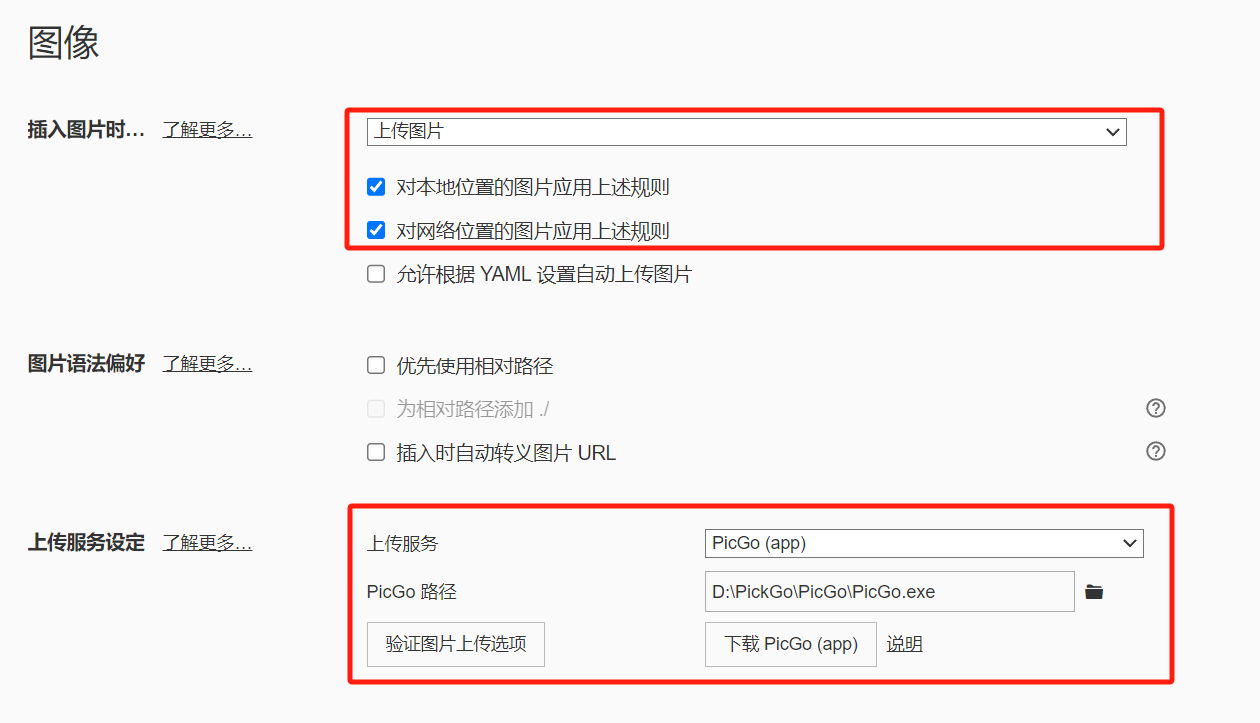 图像
插入图片时... 了解更多... 上传图片
对本地位置的图片应用上述规则
对网络位置的图片应用上述规则
允许根据 YAML 设置自动上传图片
图片语法偏好 了解更多... 优先使用相对路径
为相对路径添加 ./
插入时自动转义图片 URL
上传服务设定 了解更多... 上传服务 PicGo (app)
PicGo 路径 D:\PickGo\PicGo\PicGo.exe
验证图片上传选项 下载 PicGo (app) 说明